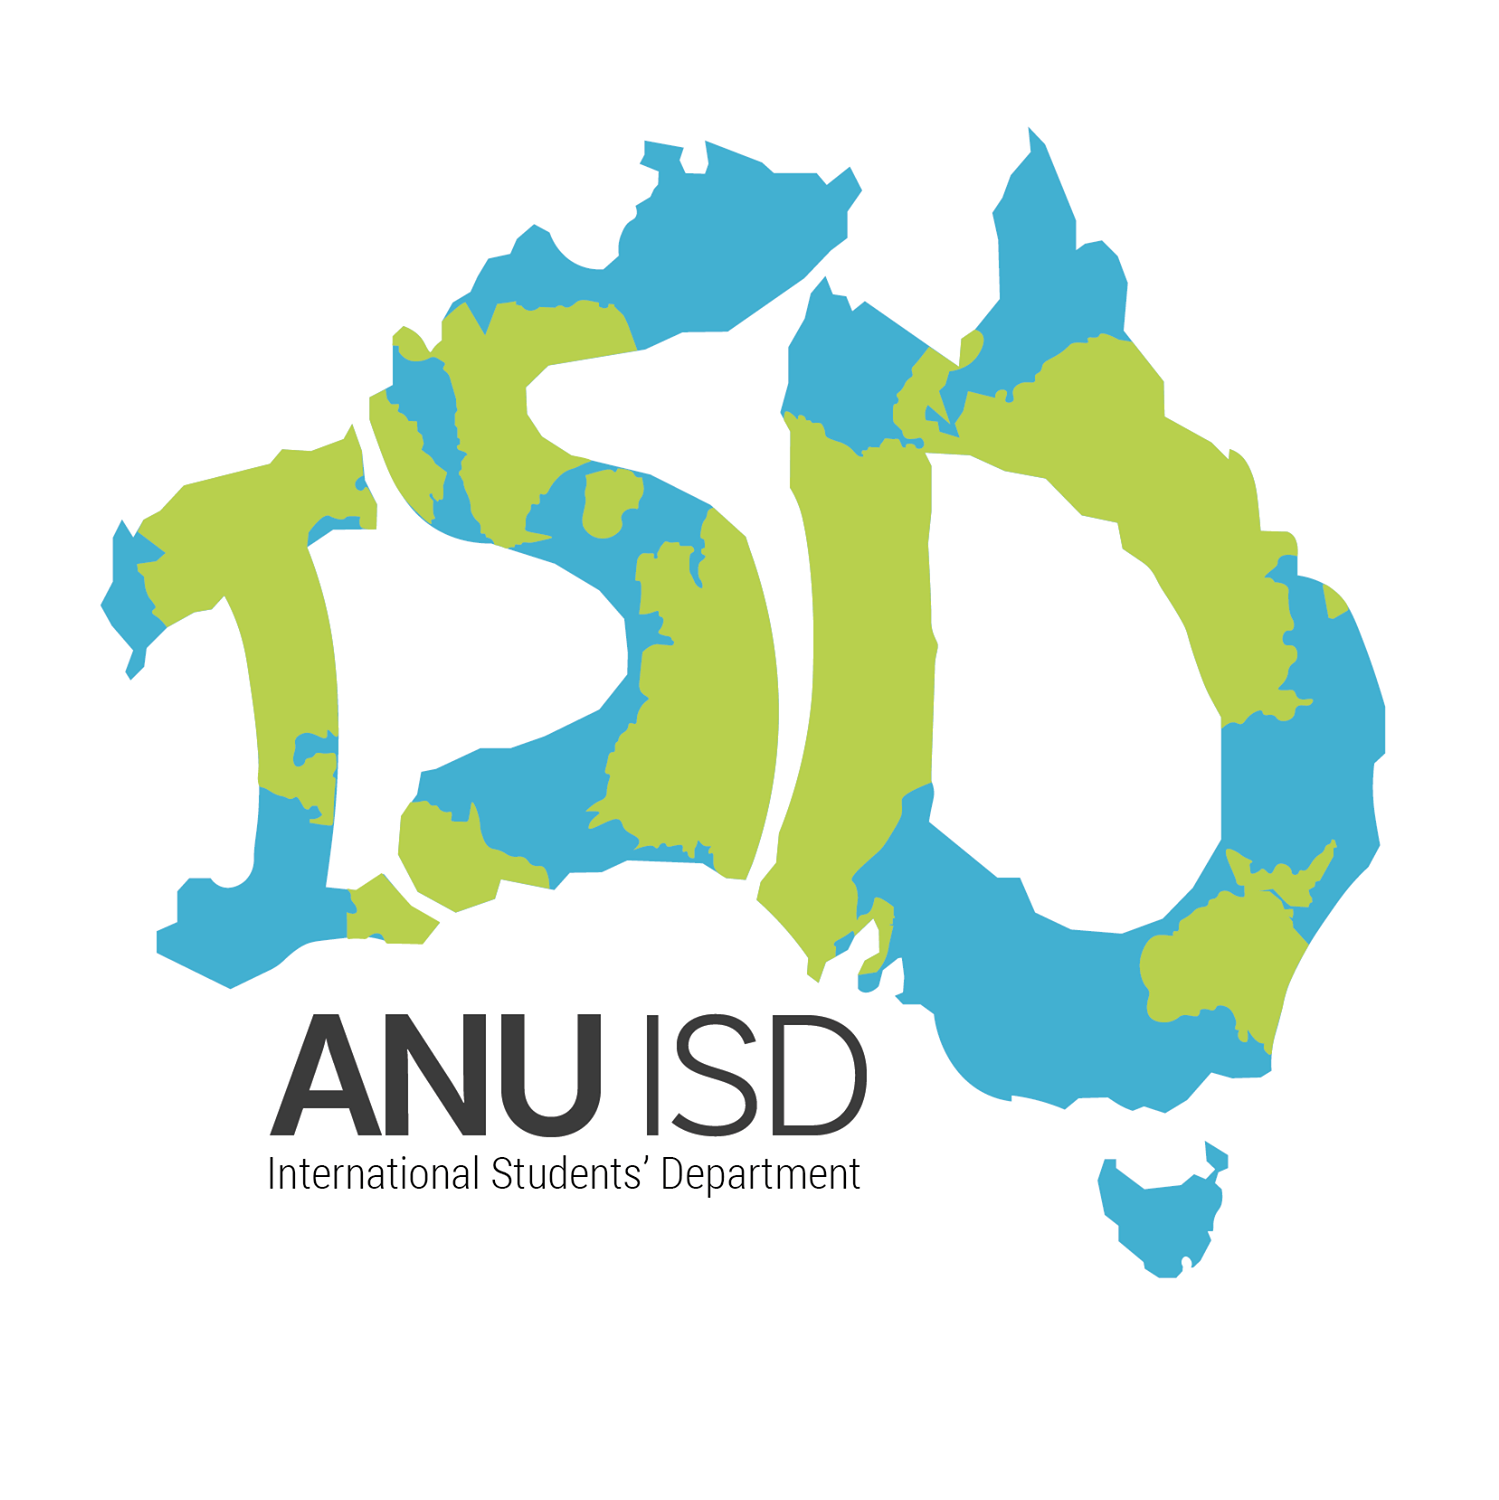 ISD
ANU ISD
International Students’ Department